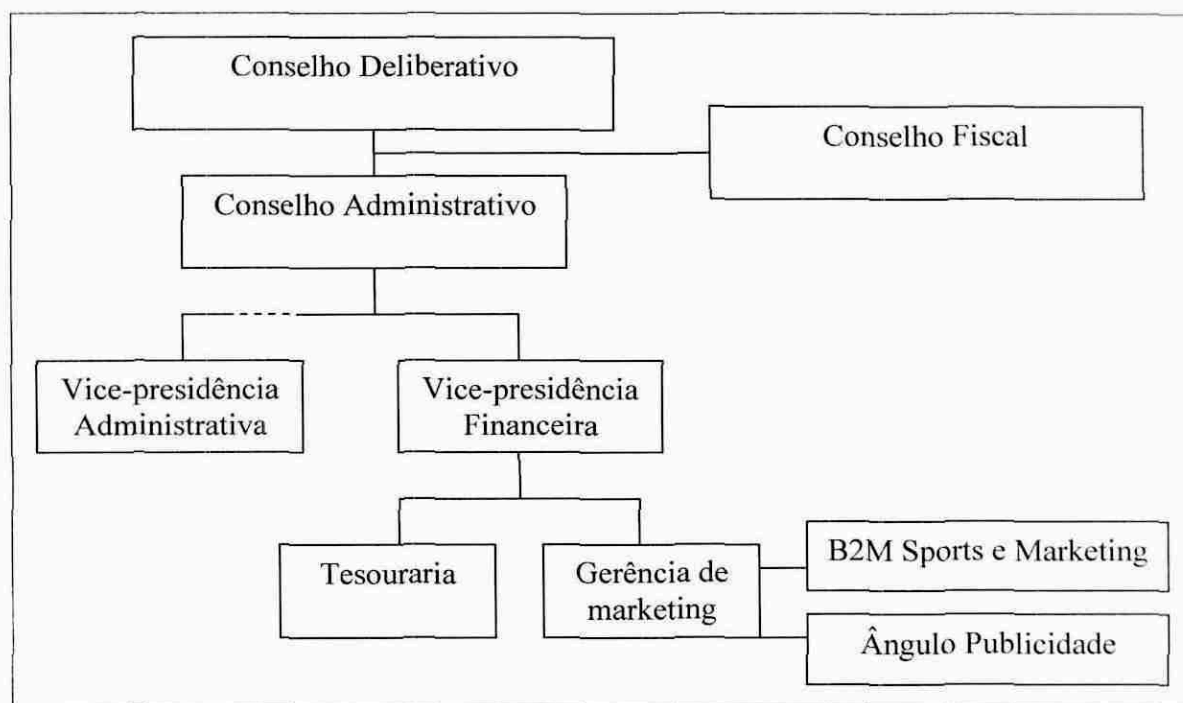 Conselho Deliberativo
Conselho Fiscal
Conselho Administrativo
Vice-presidência
Administrativa
Vice-presidência
Financeira
Tesouraria
Gerência de
marketing
B2M Sports e Marketing
Ângulo Publicidade